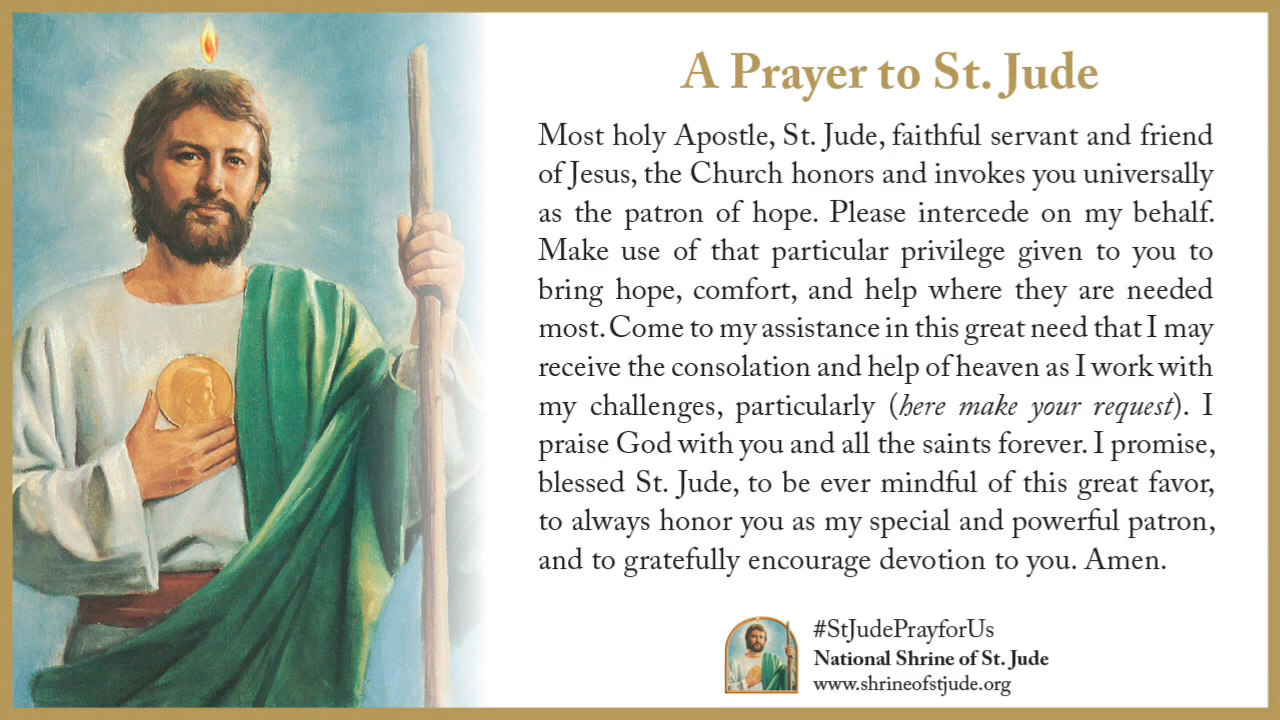 A Prayer to St. Jude
Most holy Apostle, St. Jude, faithful servant and friend
of Jesus, the Church honors and invokes you universally
as the patron of hope. Please intercede on my behalf.
Make use of that particular privilege given to you to
bring hope, comfort, and help where they are needed
most. Come to my assistance in this great need that I may
receive the consolation and help of heaven as I work with
my challenges, particularly (here make your request). I
praise God with you and all the saints forever. I promise,
blessed St. Jude, to be ever mindful of this great favor,
to always honor you as my special and powerful patron,
and to gratefully encourage devotion to you. Amen.
#StJudePrayforUs
National Shrine of St. Jude
www.shrineofstjude.org